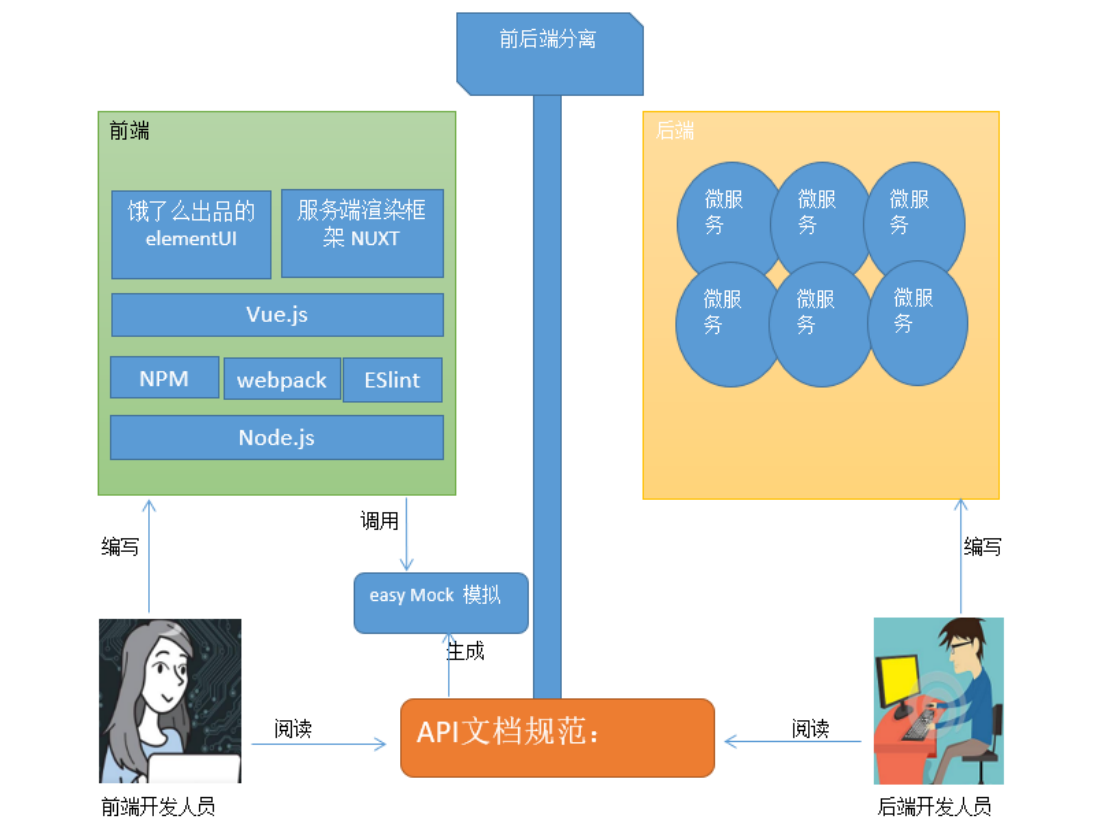 前后端分离
前端
饿了么出品的
elementUI
服务端渲染框
架 NUXT
Vue.js
NPM
webpack
ESlint
Node.js
后端
微服
务
微服
务
微服
务
微服
务
微服
务
微服
务
编写
调用
编写
easy Mock 模拟
生成
API文档规范：
阅读
阅读
前端开发人员
后端开发人员